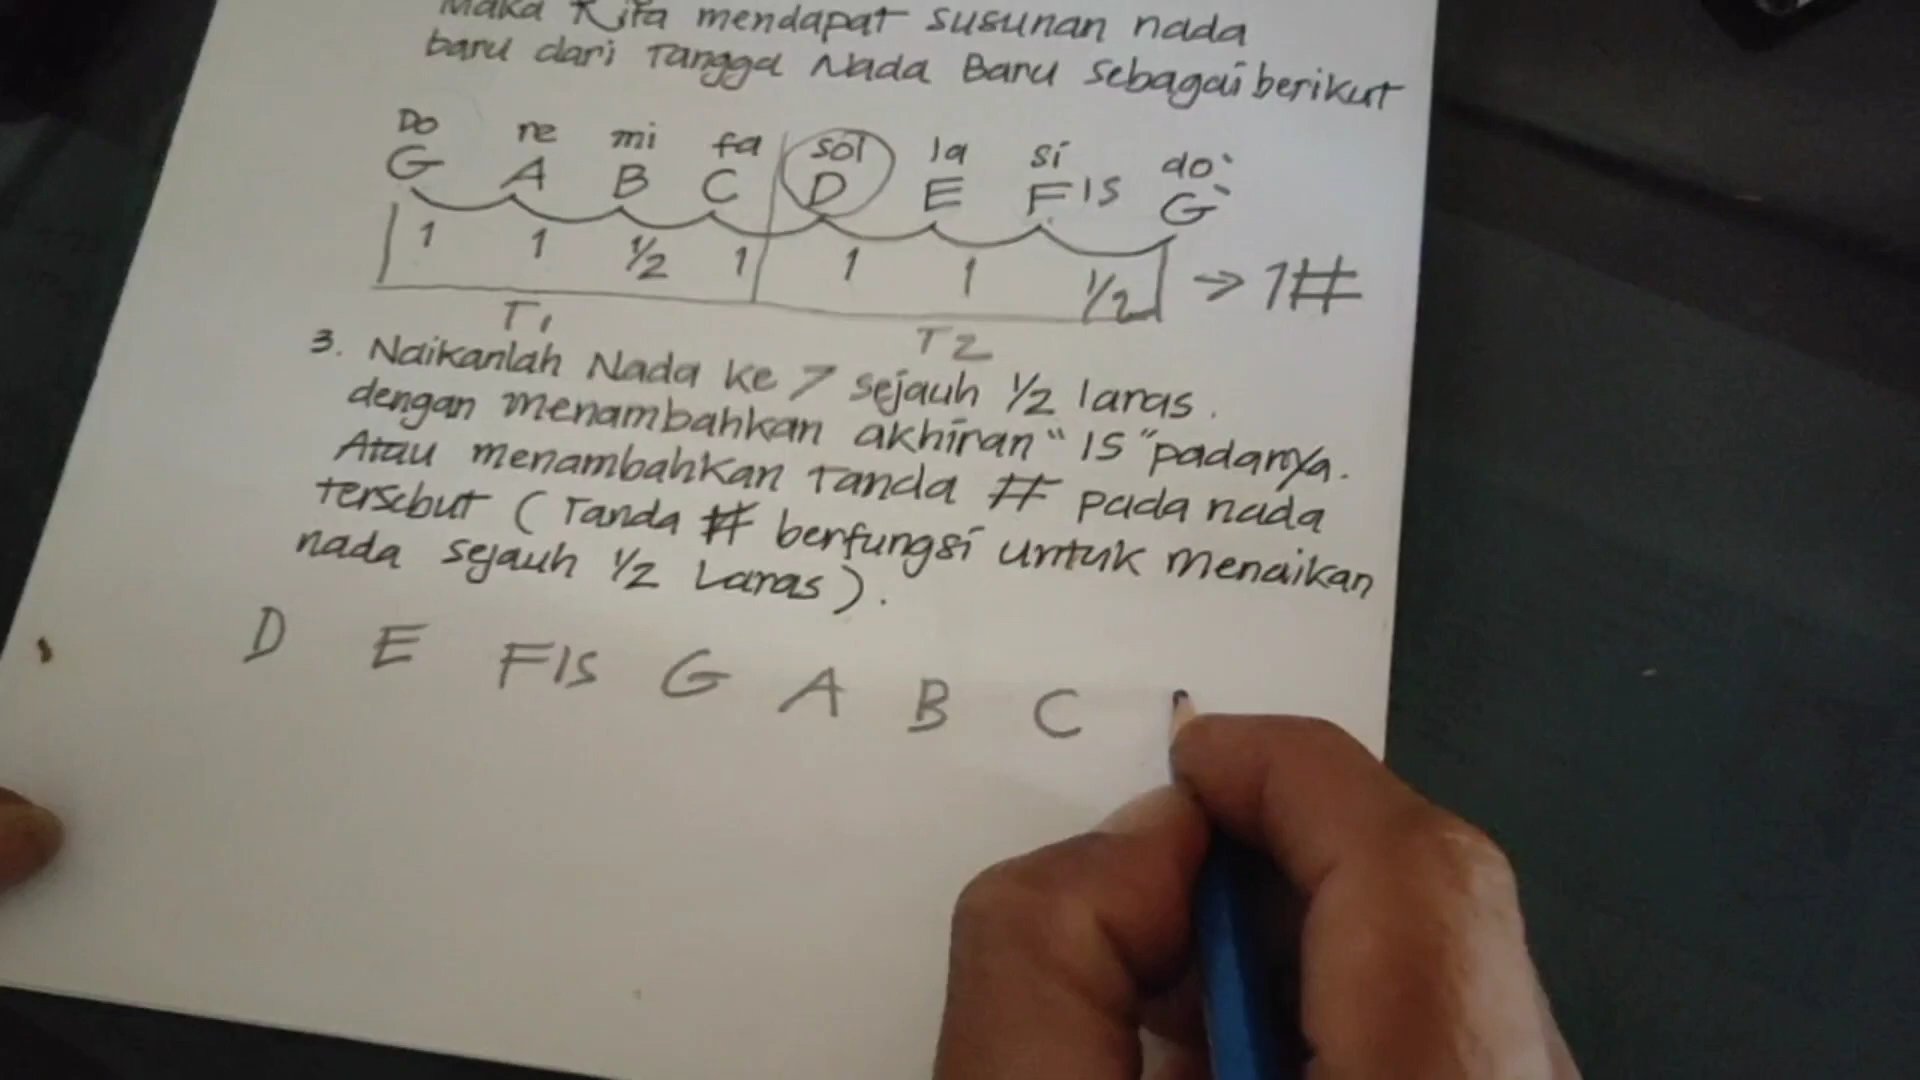 Maka Kita mendapat susunan nada
baru dari Tangga Nada Baru sebagai berikut
Do re mi fa sol la si do'
G A B C D E FIS G'
1 1 1/2 1 1 1 1/2 → 1#
T1 T2
3. Naikanlah Nada ke 7 sejauh 1/2 laras.
dengan menambahkan akhiran "IS" padanya.
Atau menambahkan Tanda # pada nada
tersebut (Tanda # berfungsi untuk menaikan
nada sejauh 1/2 Laras).
D E FIS G A B C